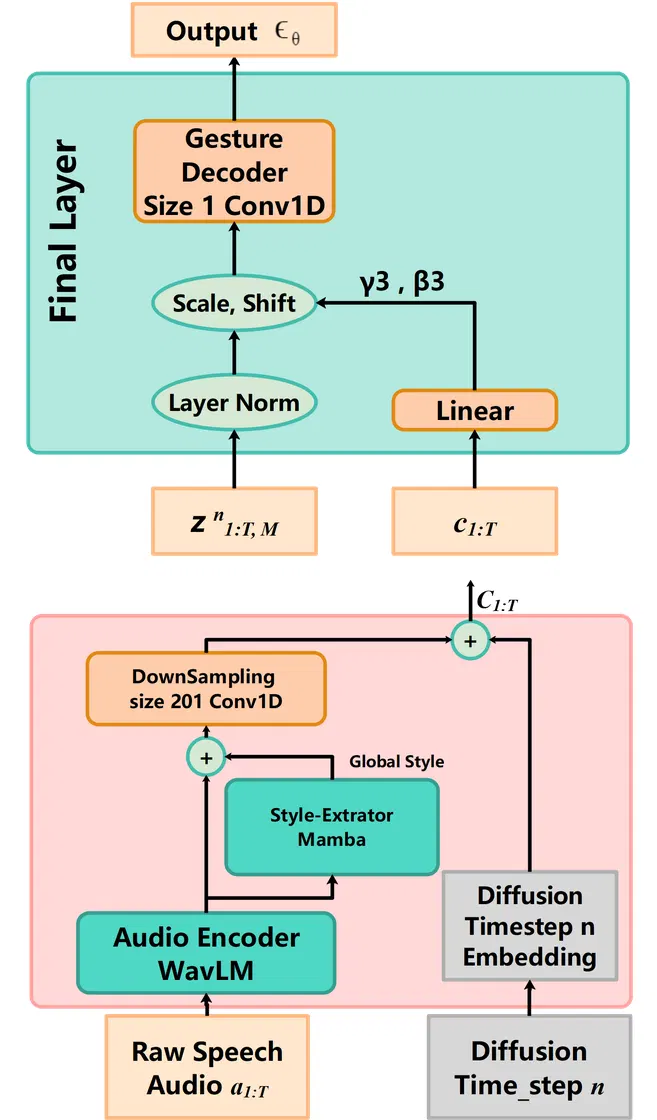 Output ϵθ
Final Layer
Gesture
Decoder
Size 1 Conv1D
Scale, Shift
γ3 , β3
Layer Norm
Linear
z n1:T, M
c1:T
C1:T
+
DownSampling
size 201 Conv1D
+
Global Style
Style-Extrator
Mamba
Diffusion
Timestep n
Embedding
Audio Encoder
WavLM
Raw Speech
Audio a1:T
Diffusion
Time_step n